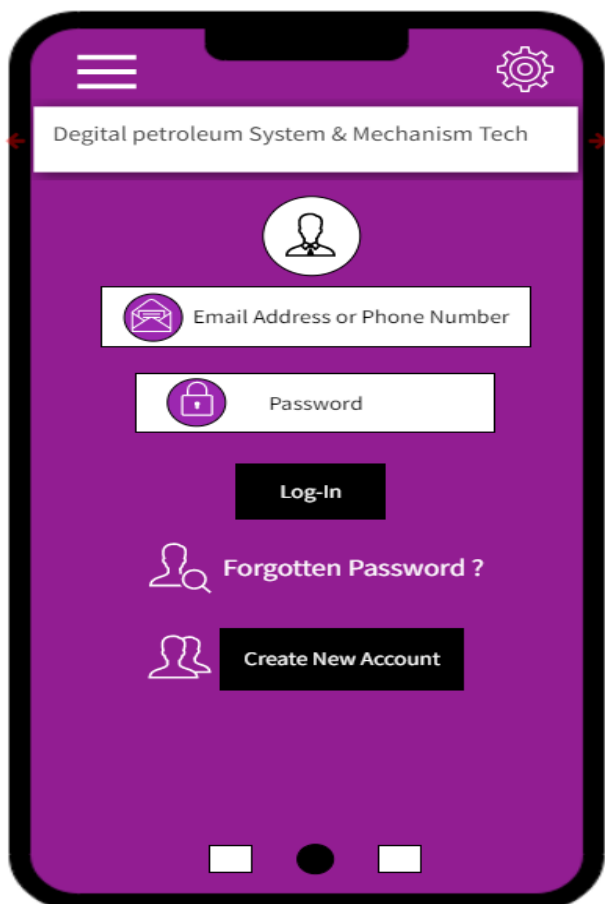 Degital petroleum System & Mechanism Tech
Email Address or Phone Number
Password
Log-In
Forgotten Password ?
Create New Account